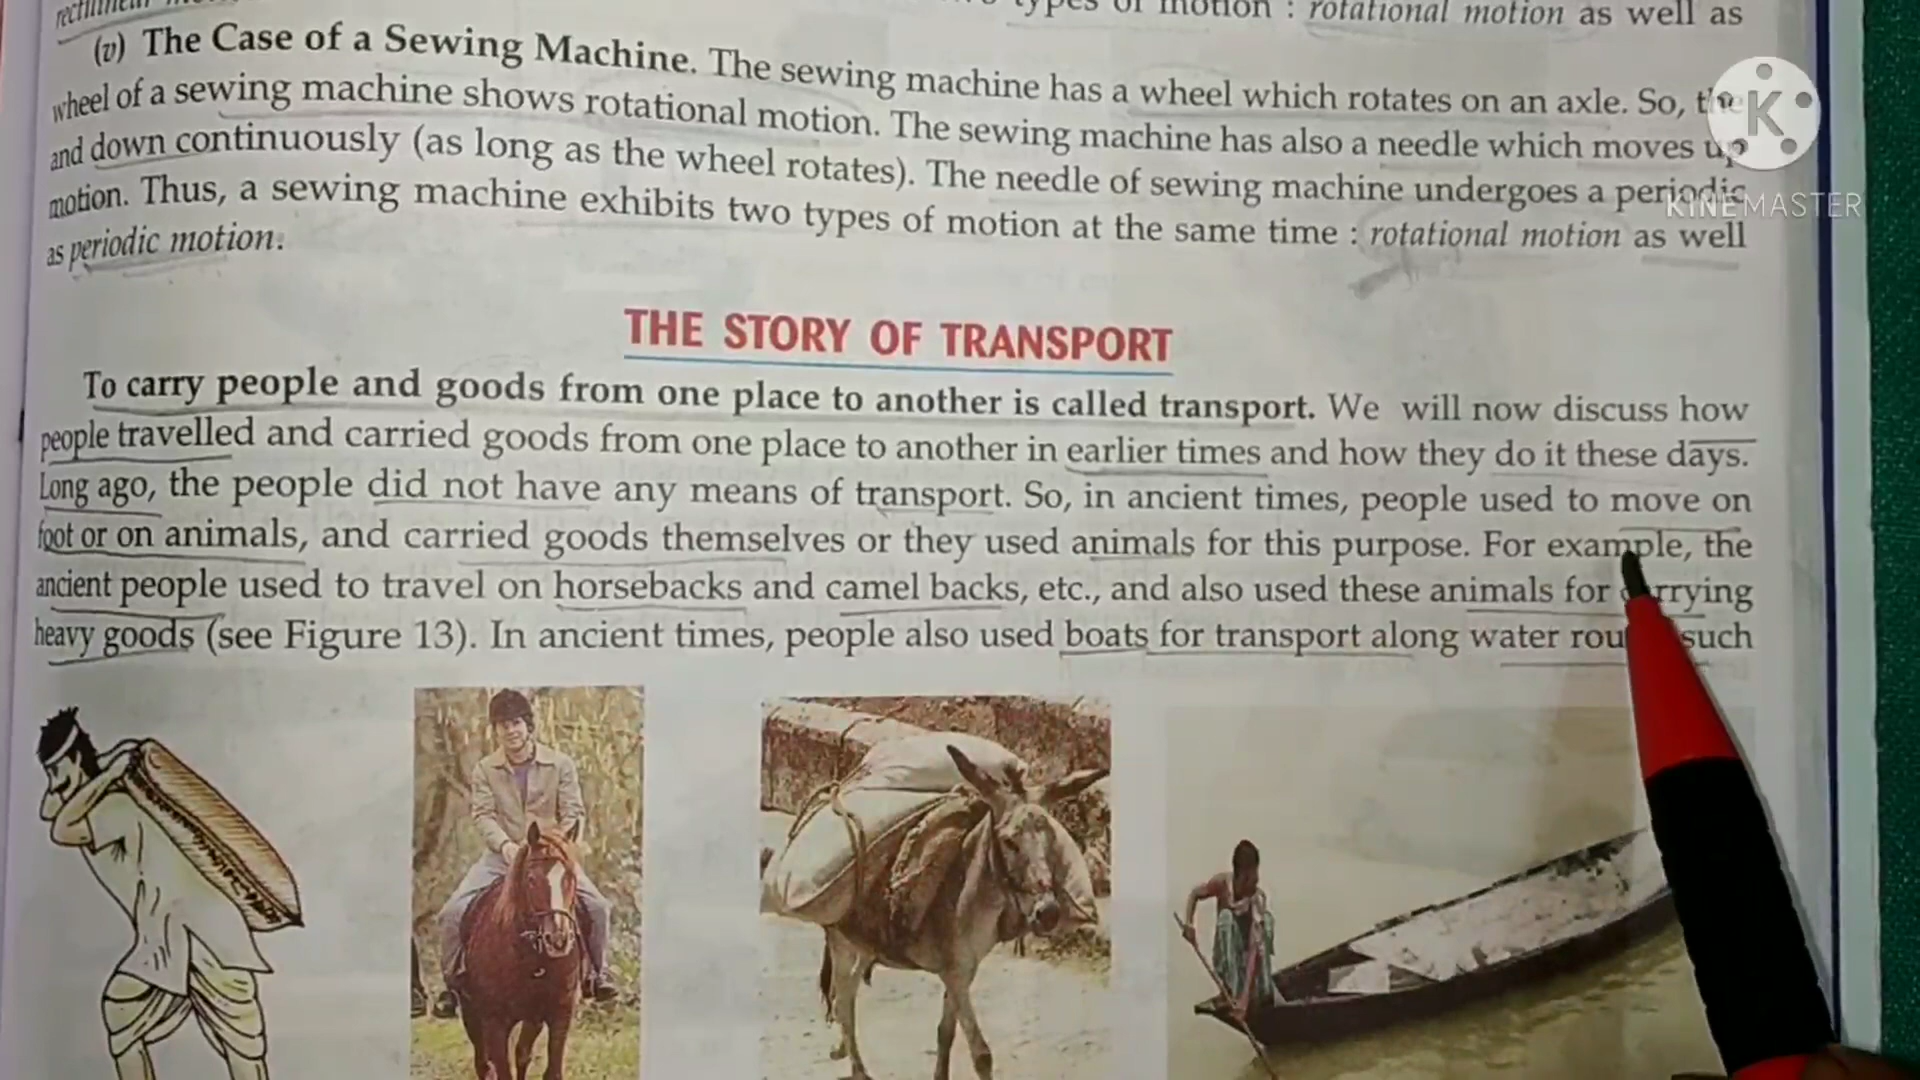 types of motion : rotational motion as well as
(v) The Case of a Sewing Machine. The sewing machine has a wheel which rotates on an axle. So, the
wheel of a sewing machine shows rotational motion. The sewing machine has also a needle which moves up
and down continuously (as long as the wheel rotates). The needle of sewing machine undergoes a periodic
motion. Thus, a sewing machine exhibits two types of motion at the same time : rotational motion as well
as periodic motion.
K
KINEMASTER
THE STORY OF TRANSPORT
To carry people and goods from one place to another is called transport. We will now discuss how
people travelled and carried goods from one place to another in earlier times and how they do it these days.
Long ago, the people did not have any means of transport. So, in ancient times, people used to move on
foot or on animals, and carried goods themselves or they used animals for this purpose. For example, the
ancient people used to travel on horsebacks and camel backs, etc., and also used these animals for carrying
heavy goods (see Figure 13). In ancient times, people also used boats for transport along water such